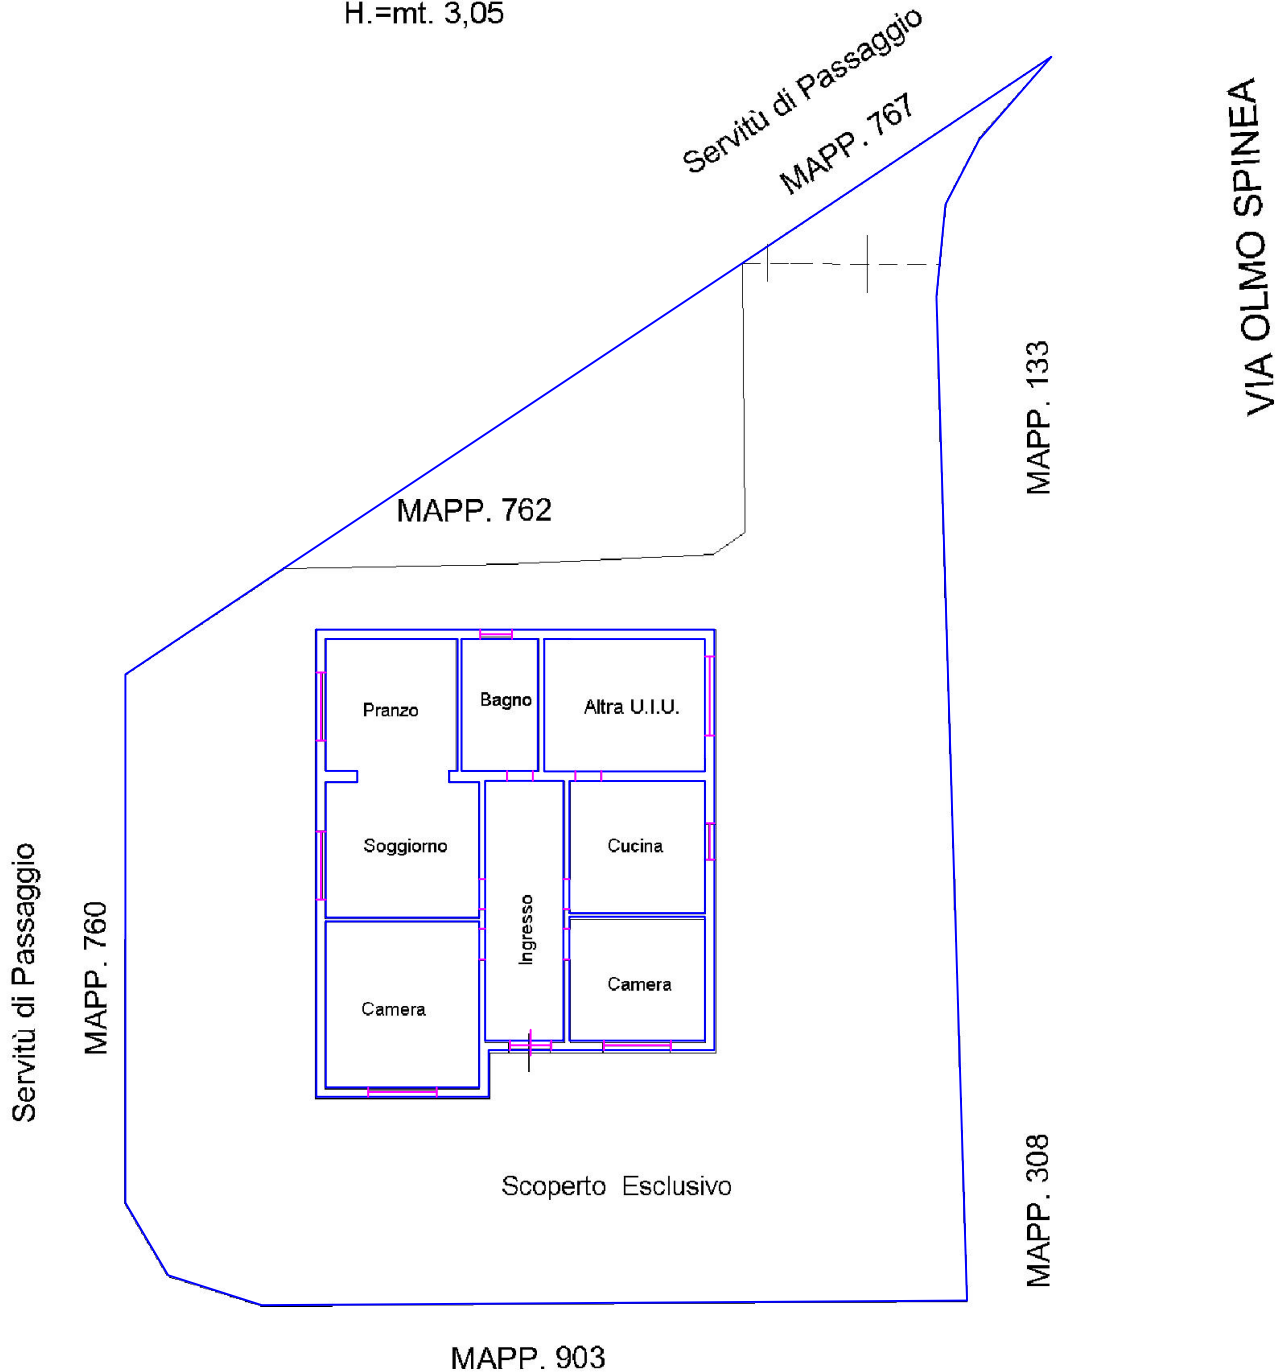 H.=mt. 3,05
Servitù di Passaggio
MAPP. 767
VIA OLMO SPINEA
MAPP. 133
MAPP. 762
Pranzo
Bagno
Altra U.I.U.
Soggiorno
Cucina
Ingresso
Camera
Camera
Servitù di Passaggio
MAPP. 760
Scoperto Esclusivo
MAPP. 308
MAPP. 903